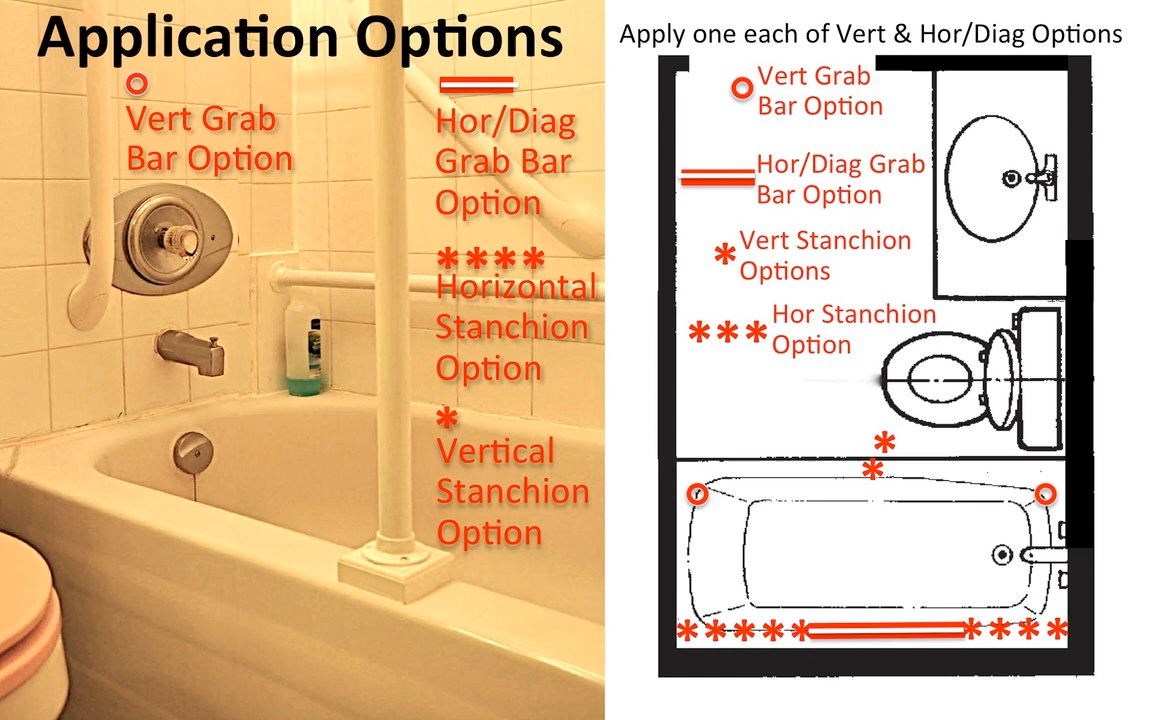 Application Options
Vert Grab
Bar Option
Hor/Diag
Grab Bar
Option
****
Horizontal
Stanchion
Option
*
Vertical
Stanchion
Option
Apply one each of Vert & Hor/Diag Options
Vert Grab
Bar Option
Hor/Diag Grab
Bar Option
* Vert Stanchion
Options
*** Hor Stanchion
Option